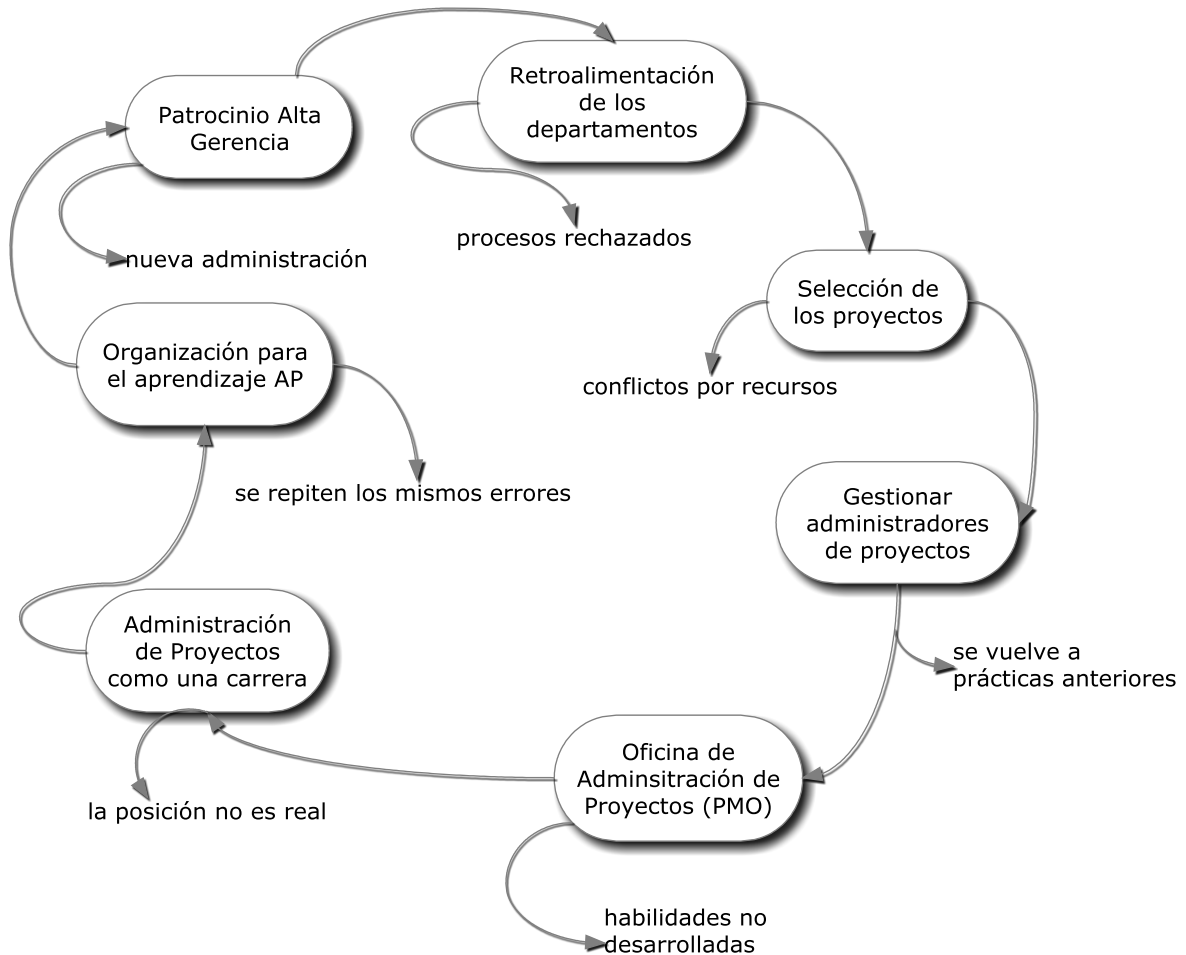 Retroalimentación
de los
departamentos
Patrocinio Alta
Gerencia
procesos rechazados
nueva administración
Selección de
los proyectos
Organización para
el aprendizaje AP
conflictos por recursos
se repiten los mismos errores
Gestionar
administradores
de proyectos
Administración
de Proyectos
como una carrera
se vuelve a
prácticas anteriores
Oficina de
Adminsitración de
Proyectos (PMO)
la posición no es real
habilidades no
desarrolladas